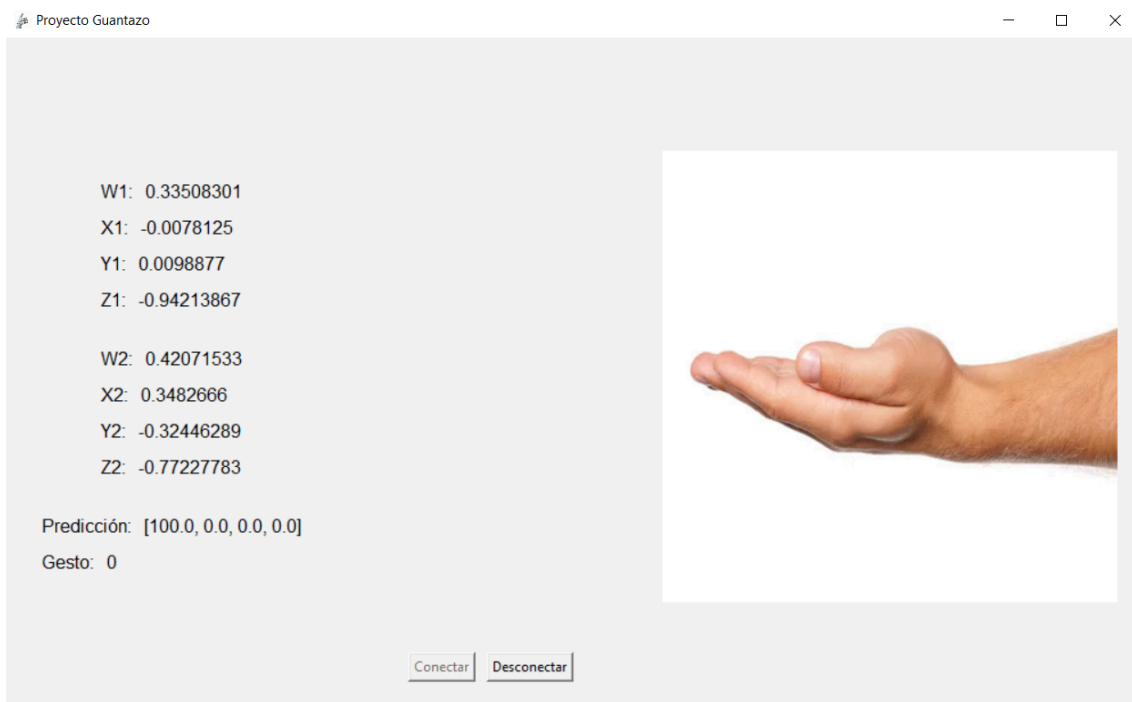 Proyecto Guantazo
W1: 0.33508301
X1: -0.0078125
Y1: 0.0098877
Z1: -0.94213867
W2: 0.42071533
X2: 0.3482666
Y2: -0.32446289
Z2: -0.77227783
Predicción: [100.0, 0.0, 0.0, 0.0]
Gesto: 0
Conectar Desconectar